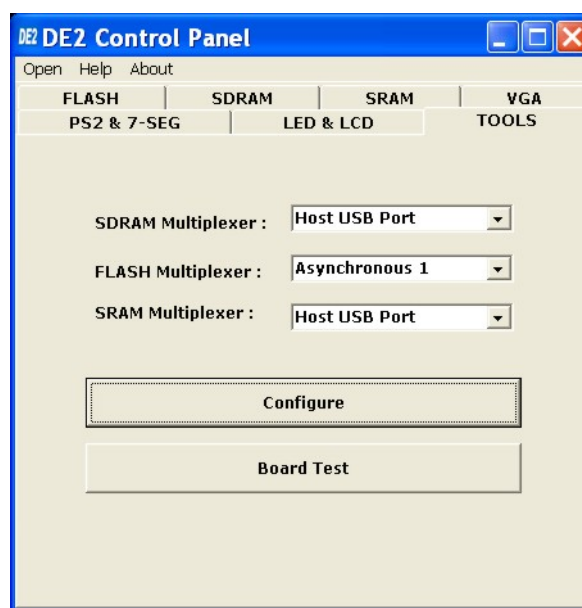 DE2 DE2 Control Panel
Open Help About
FLASH SDRAM SRAM VGA
PS2 & 7-SEG LED & LCD TOOLS
SDRAM Multiplexer : Host USB Port
FLASH Multiplexer : Asynchronous 1
SRAM Multiplexer : Host USB Port
Configure
Board Test